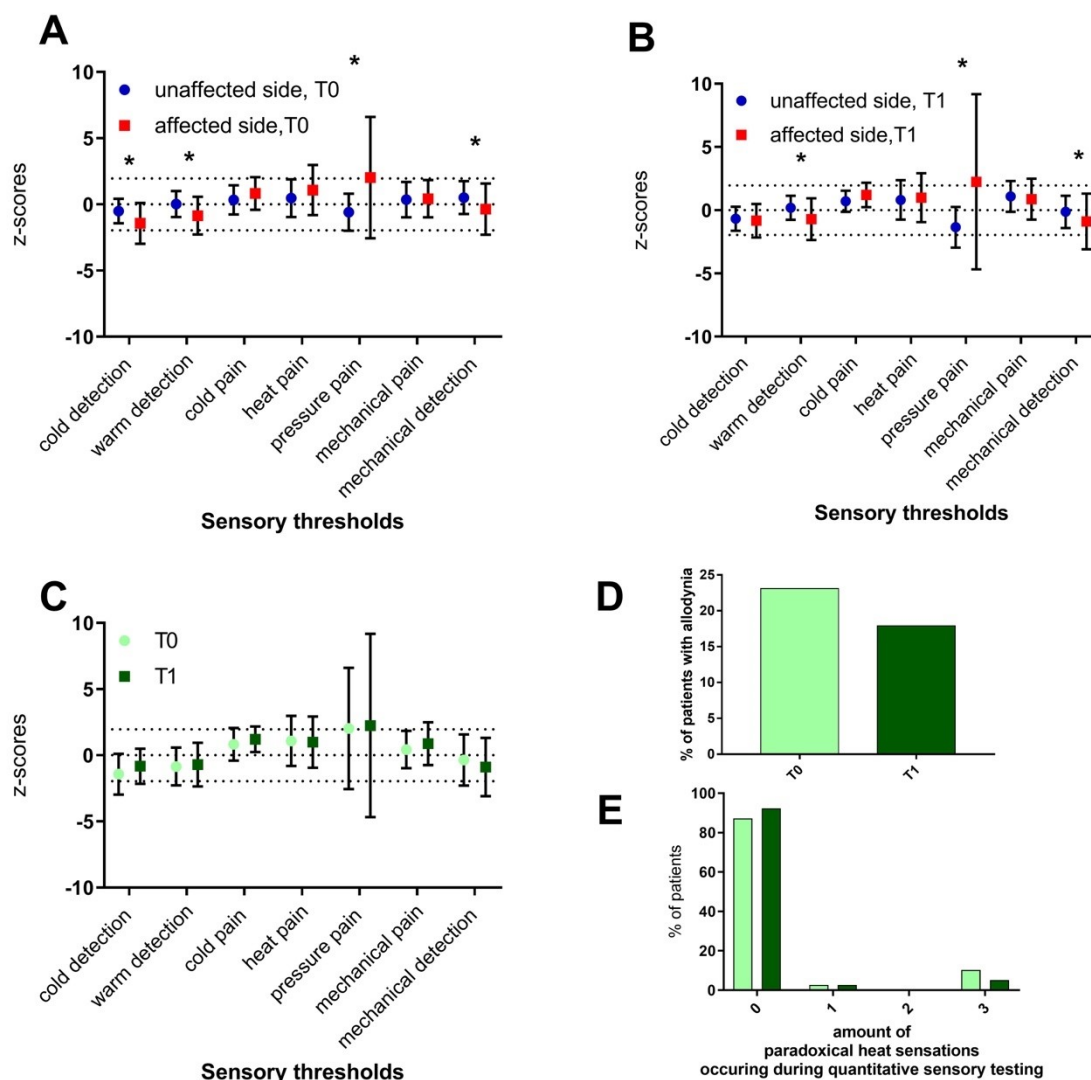 A
10
5
0
-5
-10
z-scores
unaffected side, T0
affected side,T0
*
*
*
*
cold detection
warm detection
cold pain
heat pain
pressure pain
mechanical pain
mechanical detection
Sensory thresholds
B
10
5
0
-5
-10
z-scores
unaffected side, T1
affected side,T1
*
*
*
cold detection
warm detection
cold pain
heat pain
pressure pain
mechanical pain
mechanical detection
Sensory thresholds
C
10
5
0
-5
-10
z-scores
T0
T1
cold detection
warm detection
cold pain
heat pain
pressure pain
mechanical pain
mechanical detection
Sensory thresholds
D
% of patients with allodynia
25
20
15
10
5
0
T0
T1
E
% of patients
100
80
60
40
20
0
0
1
2
3
amount of
paradoxical heat sensations
occuring during quantitative sensory testing